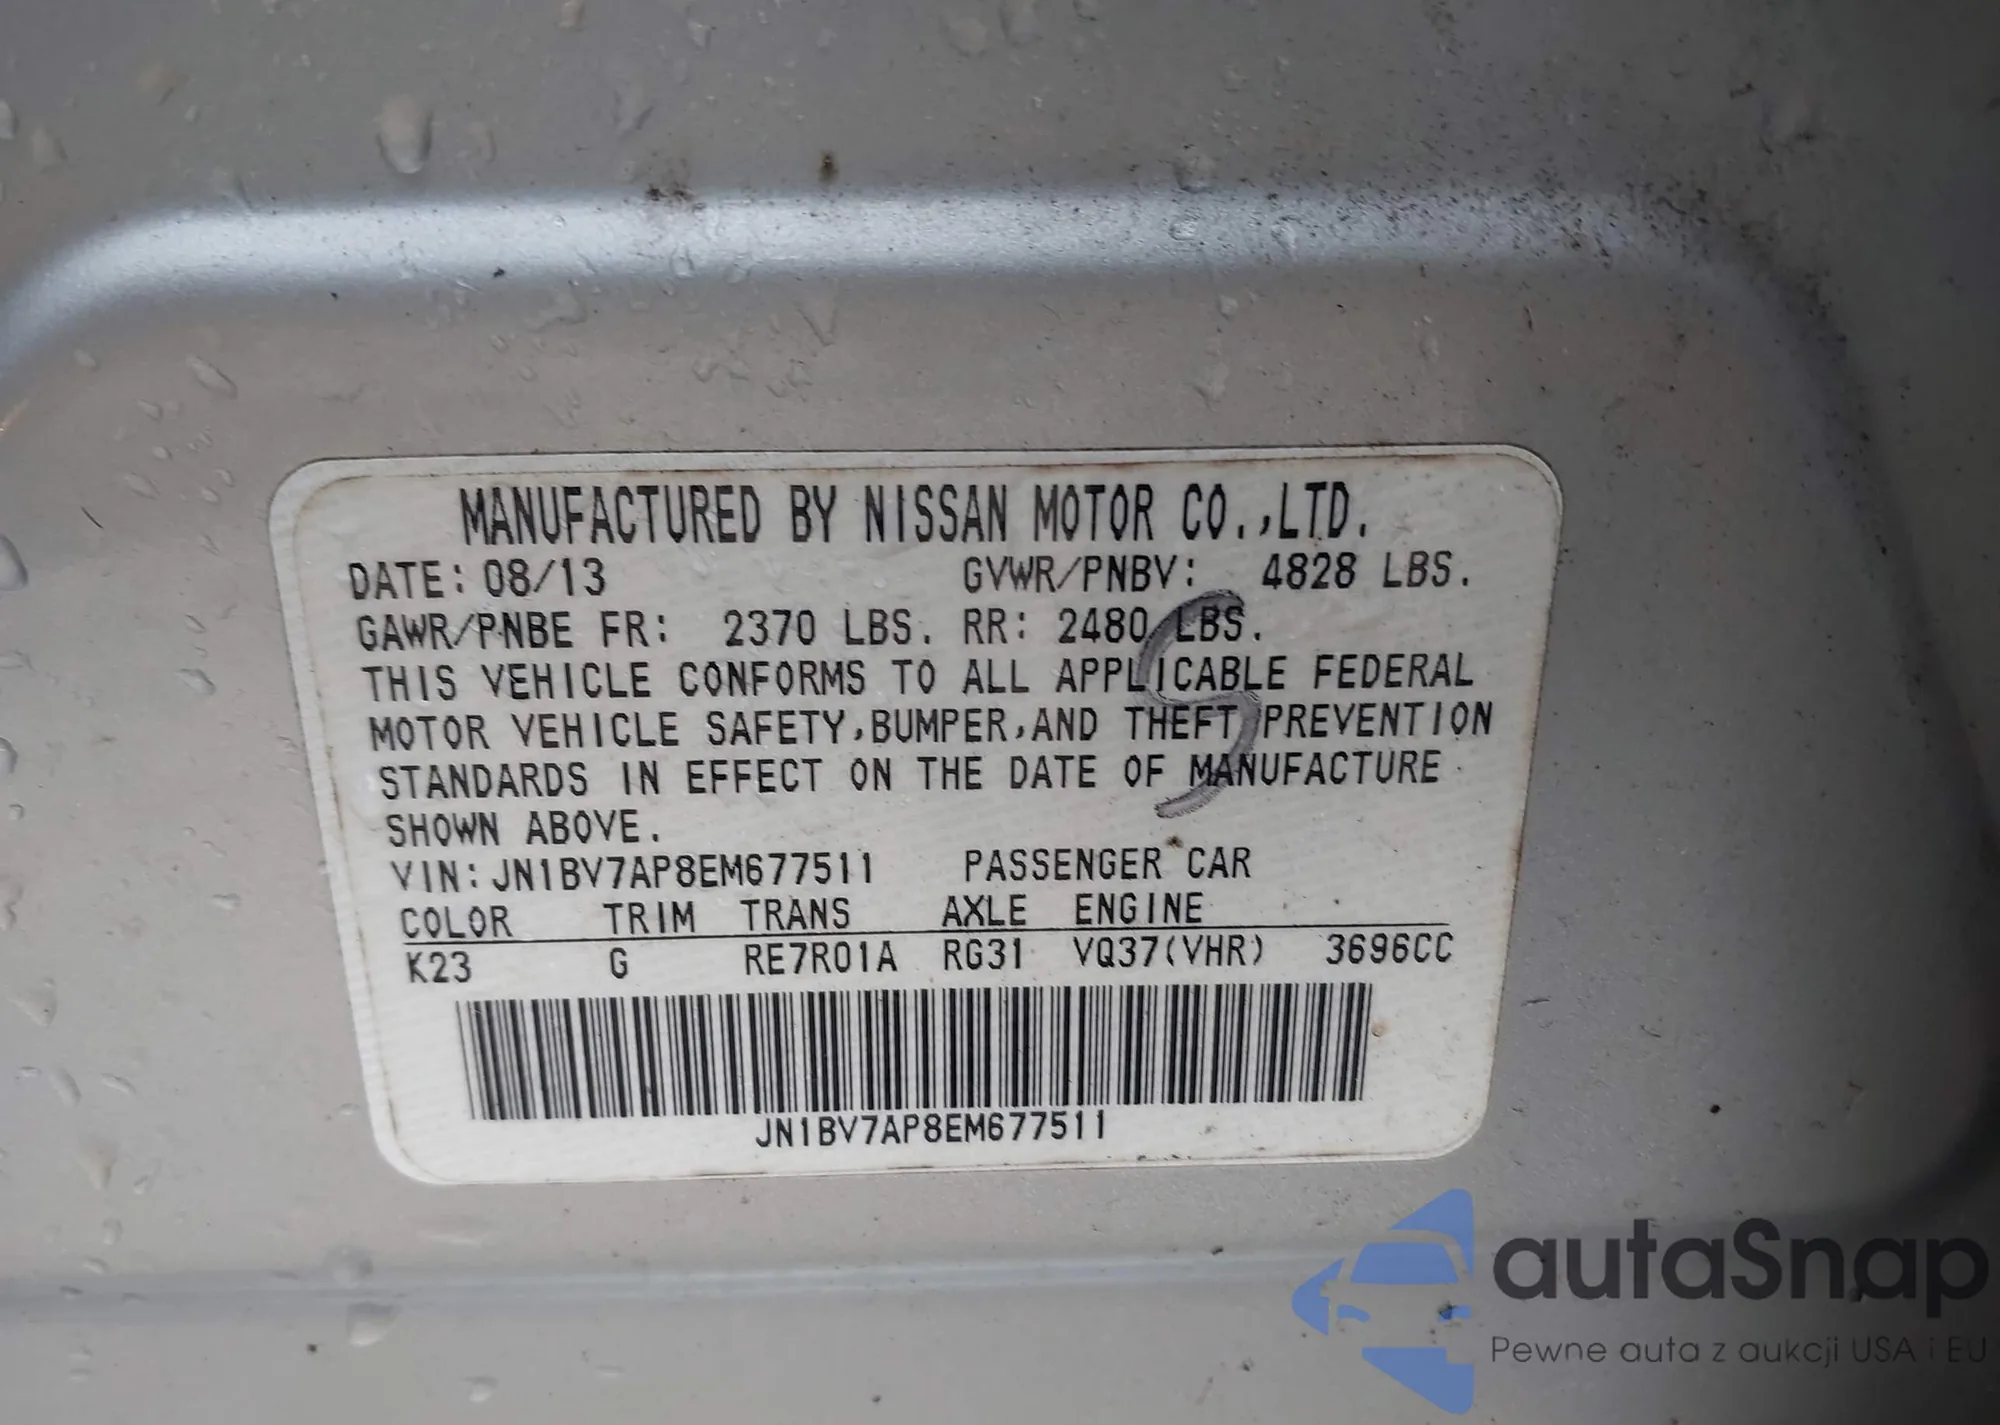 MANUFACTURED BY NISSAN MOTOR CO.,LTD.
DATE: 08/13 GVWR/PNBV: 4828 LBS.
GAWR/PNBE FR: 2370 LBS. RR: 2480 LBS.
THIS VEHICLE CONFORMS TO ALL APPLICABLE FEDERAL
MOTOR VEHICLE SAFETY,BUMPER,AND THEFT PREVENTION
STANDARDS IN EFFECT ON THE DATE OF MANUFACTURE
SHOWN ABOVE.
VIN: JN1BV7AP8EM677511 PASSENGER CAR
COLOR TRIM TRANS AXLE ENGINE
K23 G RE7R01A RG31 VQ37(VHR) 3696CC
JN1BV7AP8EM677511
autaSnap
Pewne auta z aukcji USA i EU